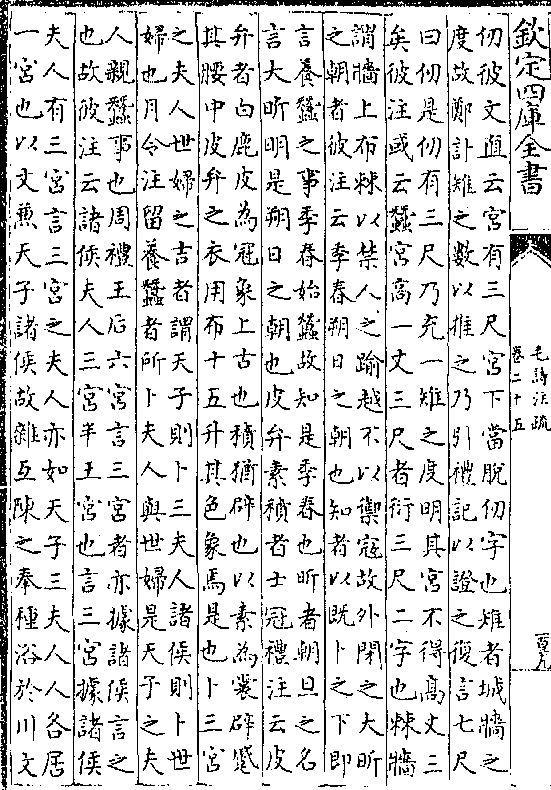 欽定四庫全書
毛詩注疏
卷二十五
仞彼文直云宮有三尺宮下當脫仞字也雉者城牆之
度故鄭計雉之數以推之乃引禮記以證之復言七尺
曰仞是仞有三尺乃充一雉之度明其宮不得高丈三
矣彼注或云蠶宮高一丈三尺者衍三尺二字也棘牆
謂牆上布棘以禁人之踰越不以禦寇故外閉之大昕
之朝者彼注云季春朔日之朝也知者以既卜之下即
言養蠶之事季春始蠶故知是季春也昕者朝旦之名
言大昕明是朔日之朝也皮弁素積者士冠禮注云皮
弁者白鹿皮為冠象上古也積猶辟也以素為裳辟蹙
其腰中皮弁之衣用布十五升其色象焉是也卜三宮
之夫人世婦之吉者謂天子則卜三夫人諸侯則卜世
婦也月令注留養蠶者所卜夫人與世婦是天子之夫
人親蠶事也周禮王后六宮言三宮者亦據諸侯言之
也故彼注云諸侯夫人三宮半王宮也言三宮據諸侯
夫人有三宮言三宮之夫人亦如天子三夫人人各居
一宮也以文兼天子諸侯故雜互陳之奉種浴於川文